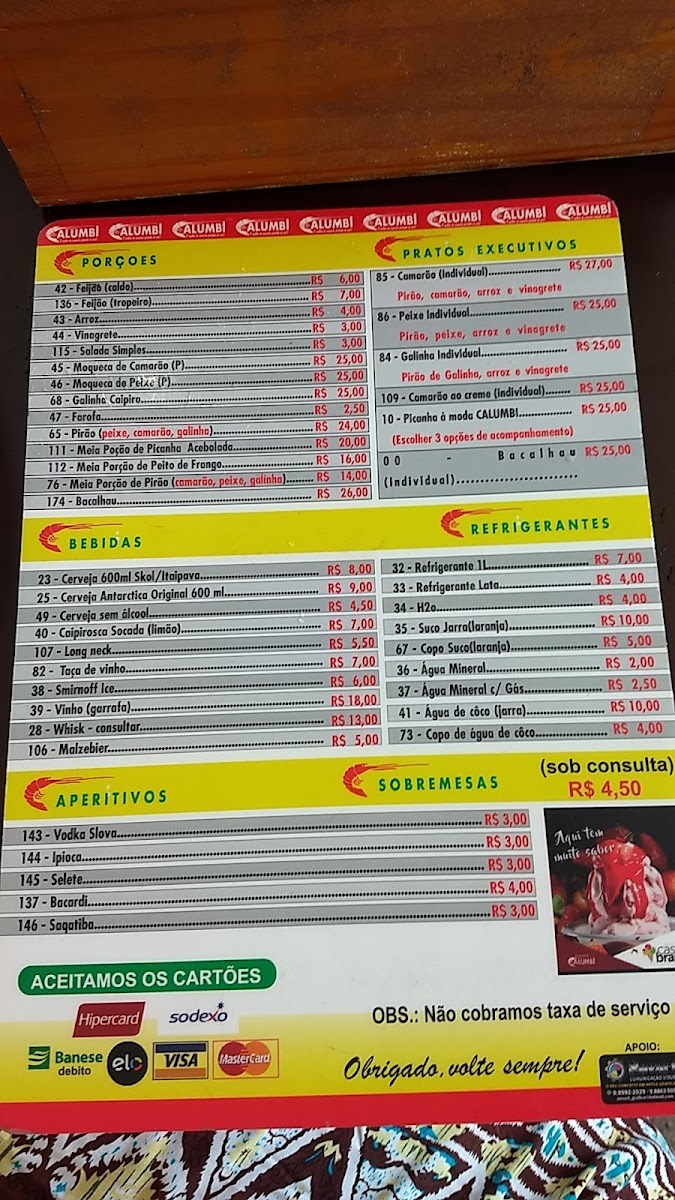 CALUMBÍ CALUMBÍ CALUMBÍ CALUMBÍ CALUMBÍ CALUMBÍ CALUMBÍ CALUMBÍ CALUMBÍ
PORÇOES
42 - Feijão (caldo)....R$ 6,00
136 - Feijão (tropeiro)....R$ 7,00
43 - Arroz....R$ 4,00
44 - Vinagrete....R$ 3,00
115 - Salada Simples....R$ 3,00
45 - Moqueca de Camarão (P)....R$ 25,00
46 - Moqueca de Peixe (P)....R$ 25,00
68 - Galinha Caipira....R$ 25,00
47 - Farofa....R$ 2,50
65 - Pirão (peixe, camarão, galinha)....R$ 24,00
111 - Meia Poção de Picanha Acebolada....R$ 20,00
112 - Meia Porção de Peito de Frango....R$ 16,00
76 - Meia Porção de Pirão (camarão, peixe, galinha)....R$ 14,00
174 - Bacalhau....R$ 26,00
PRATOS EXECUTIVOS
85 - Camarão (Individual)....R$ 27,00
Pirão, camarão, arroz e vinagrete
86 - Peixe Individual....R$ 25,00
Pirão, peixe, arroz e vinagrete
84 - Galinha Individual....R$ 25,00
Pirão de Galinha, arroz e vinagrete
109 - Camarão ao creme (Individual)....R$ 25,00
10 - Picanha à moda CALUMBI....R$ 25,00
(Escolher 3 opções de acompanhamento)
00 - Bacalhau R$ 25,00
(Individual)....
BEBIDAS
23 - Cerveja 600ml Skol/Itaipava....R$ 8,00
25 - Cerveja Antarctica Original 600 ml....R$ 9,00
49 - Cerveja sem álcool....R$ 4,50
40 - Caipirosca Socada (limão)....R$ 7,00
107 - Long neck....R$ 5,50
82 - Taça de vinho....R$ 7,00
38 - Smirnoff Ice....R$ 6,00
39 - Vinho (garrafa)....R$ 18,00
28 - Whisk - consultar....R$ 13,00
106 - Malzebier....R$ 5,00
REFRIGERANTES
32 - Refrigerante 1L....R$ 7,00
33 - Refrigerante Lata....R$ 4,00
34 - H2o....R$ 4,00
35 - Suco Jarra(laranja)....R$ 10,00
67 - Copo Suco(laranja)....R$ 5,00
36 - Água Mineral....R$ 2,00
37 - Água Mineral c/ Gás....R$ 2,50
41 - Água de côco (jarra)....R$ 10,00
73 - Copo de água de côco....R$ 4,00
APERITIVOS
143 - Vodka Slova....R$ 3,00
144 - Ipioca....R$ 3,00
145 - Selete....R$ 3,00
137 - Bacardi....R$ 4,00
146 - Sagatiba....R$ 3,00
SOBREMESAS
(sob consulta)
R$ 4,50
Aqui tem
muito sabor
CALUMBÍ
ACEITAMOS OS CARTÕES
Hipercard sodexo
Banese
débito
elo VISA MasterCard
OBS.: Não cobramos taxa de serviço
Obrigado, volte sempre!
APOIO: